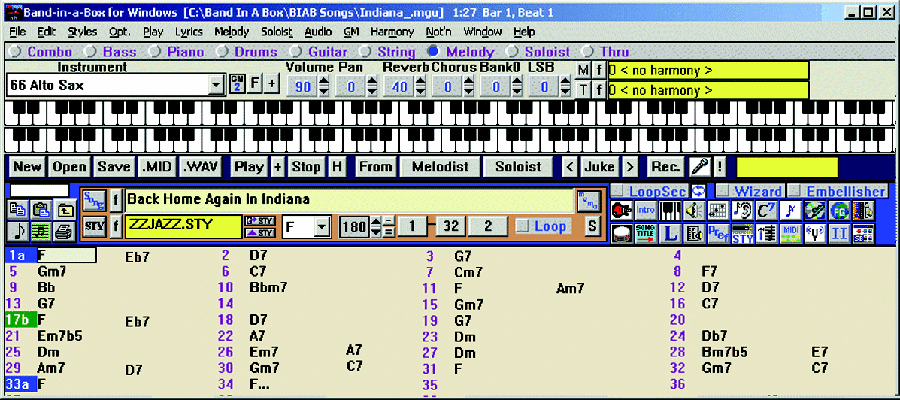 Band-in-a-Box for Windows [C:\Band In A Box\BIAB Songs\Indiana_.mgu] 1:27 Bar 1, Beat 1
File Edit Styles Opt. Play Lyrics Melody Soloist Audio GM Harmony Not'n Window Help
Combo Bass Piano Drums Guitar String Melody Soloist Thru
Instrument Volume Pan Reverb Chorus Bank0 LSB M f 0 < no harmony >
66 Alto Sax GM 2 F + 90 0 40 0 0 0 T f 0 < no harmony >
New Open Save .MID .WAV Play + Stop H From Melodist Soloist < Juke > Rec. !
LoopSec Wizard Embellisher
f Back Home Again In Indiana
Intro C7
STY f ZZJAZZ.STY STY STY F 180 1 - 32 2 Loop S
SONG TITLE L Pref STY
1a F Eb7 2 D7 3 G7 4
5 Gm7 6 C7 7 Cm7 8 F7
9 Bb 10 Bbm7 11 F Am7 12 D7
13 G7 14 15 Gm7 16 C7
17b F Eb7 18 D7 19 G7 20
21 Em7b5 22 A7 23 Dm 24 Db7
25 Dm 26 Em7 A7 27 Dm 28 Bm7b5 E7
29 Am7 D7 30 Gm7 C7 31 F 32 Gm7 C7
33a F 34 F... 35 36